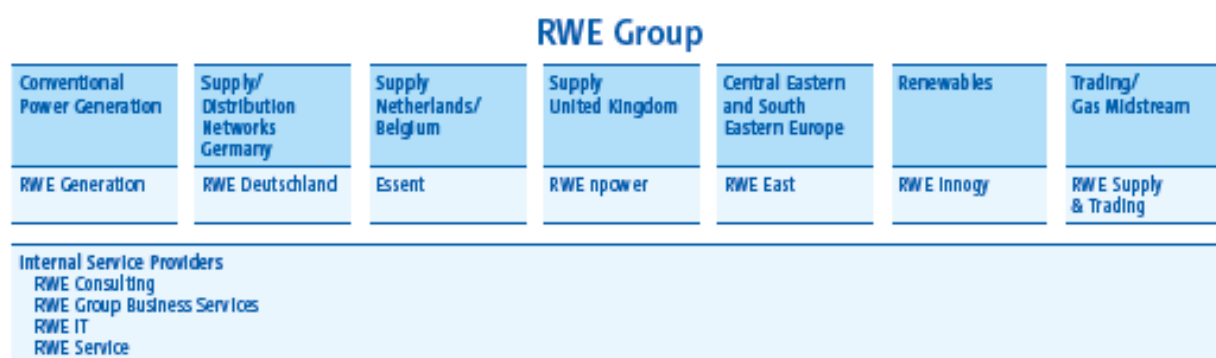 RWE Group
Conventional
Power Generation
Supply/
Distribution
Networks
Germany
Supply
Netherlands/
Belgium
Supply
United Kingdom
Central Eastern
and South
Eastern Europe
Renewables
Trading/
Gas Midstream
RWE Generation
RWE Deutschland
Essent
RWE npower
RWE East
RWE Innogy
RWE Supply
& Trading
Internal Service Providers
RWE Consulting
RWE Group Business Services
RWE IT
RWE Service